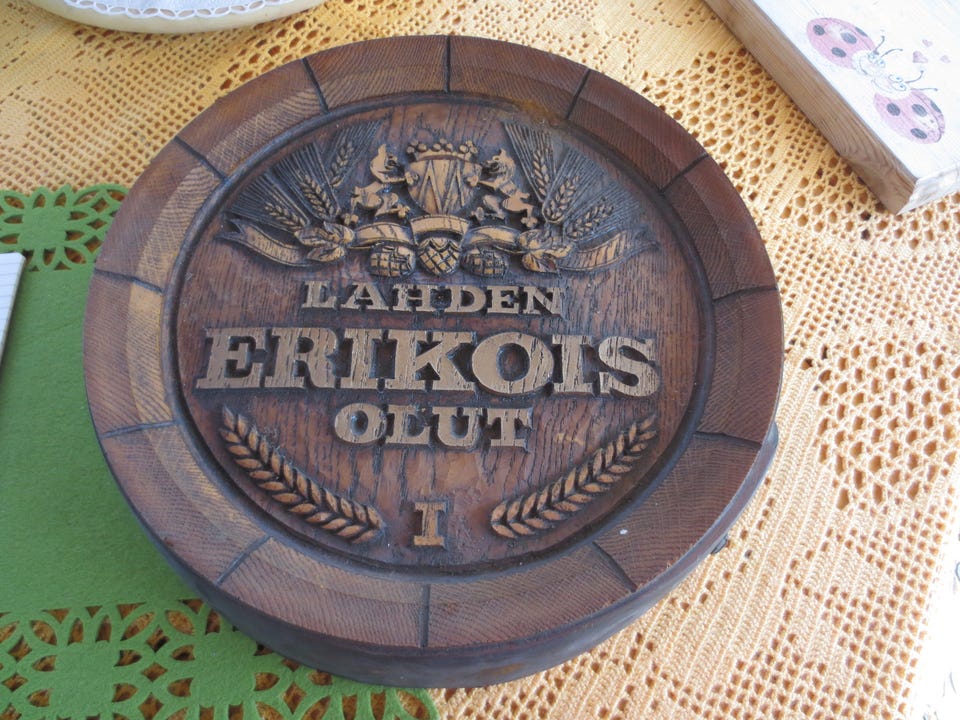 LAHDEN
ERIKOIS
OLUT
I